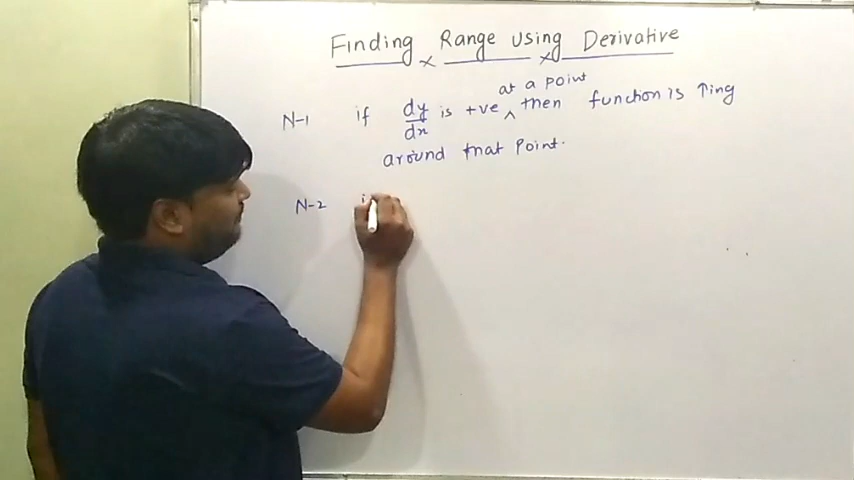 Finding Range using Derivative
N-1 if dy/dx is +ve ^ at a point then function is ↑ing
around that point.
N-2 i